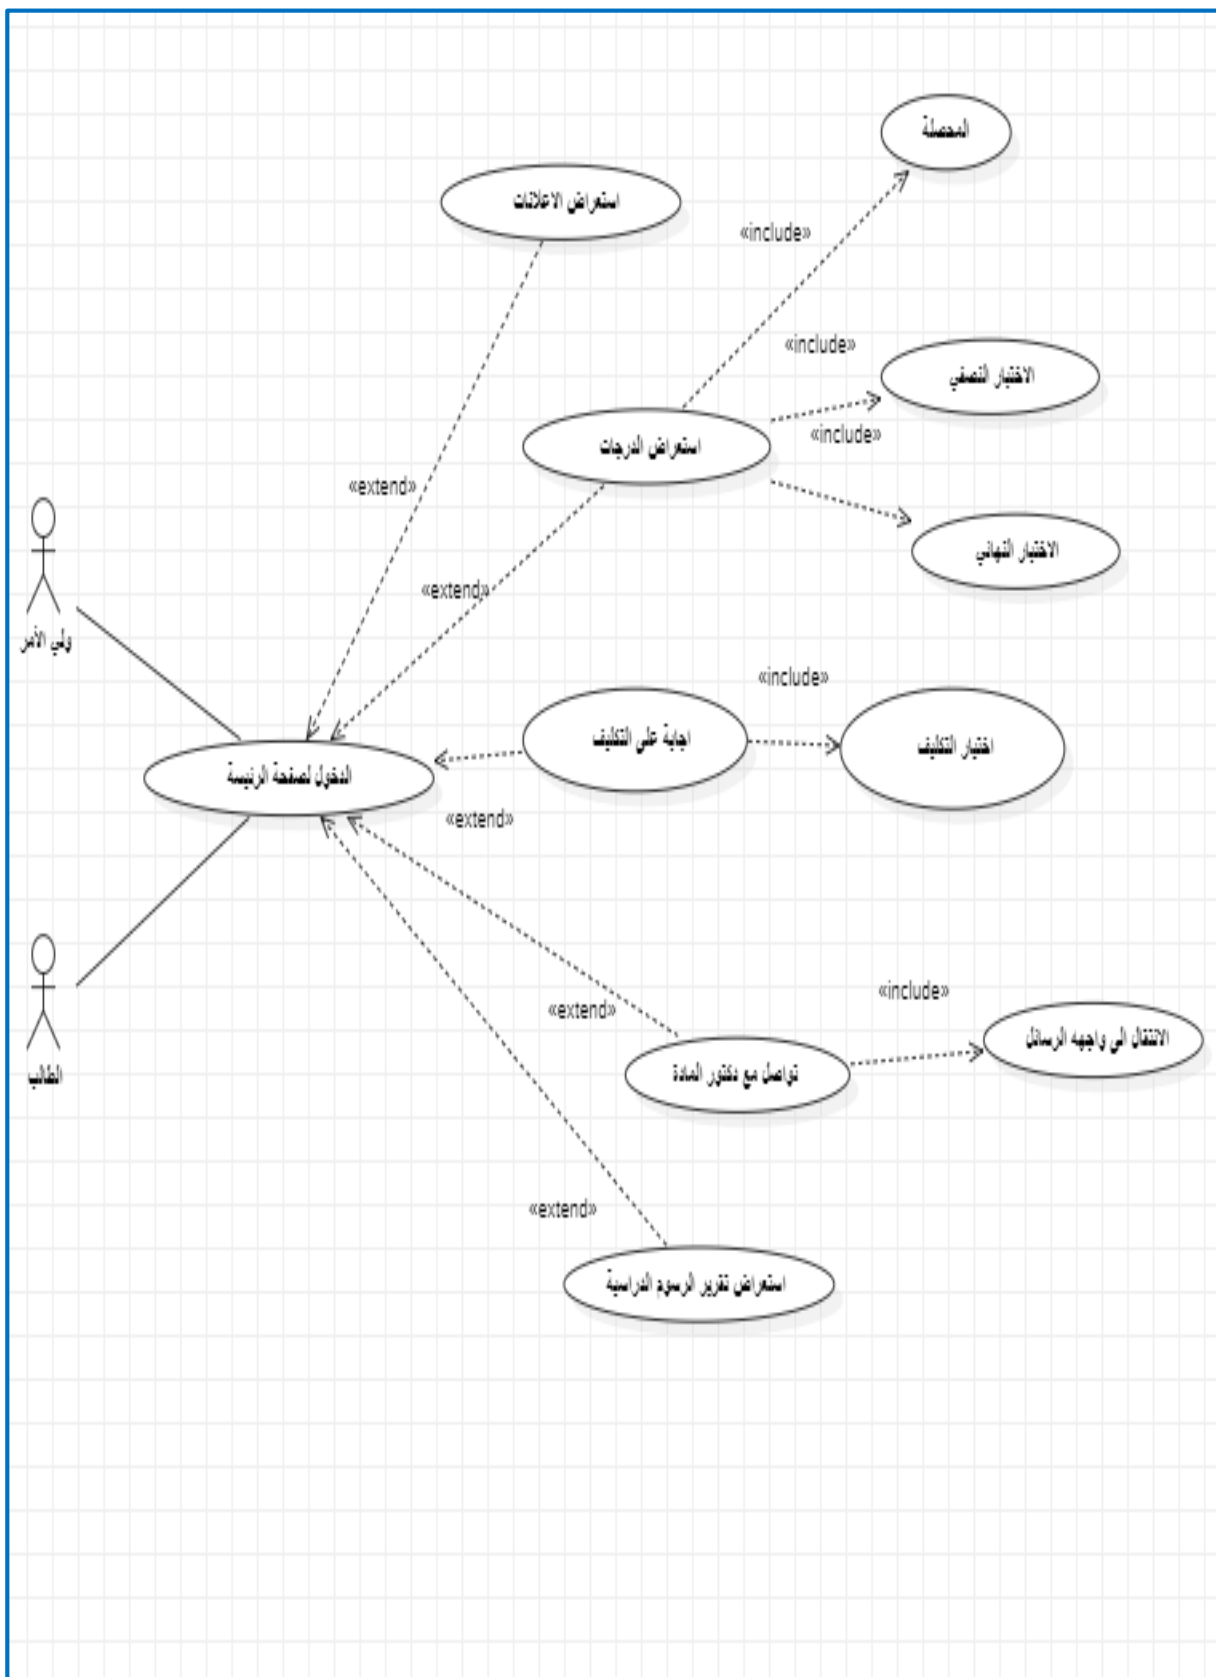 المحصلة
استعراض الاعلانات
«include»
«include»
الاختبار النصفي
استعراض الدرجات
«include»
«extend»
الاختبار النهائي
«extend»
ولي الأمر
«include»
اجابة على التكليف
اختيار التكليف
الدخول لصفحة الرئيسة
«extend»
«include»
«extend»
الانتقال الى واجهه الرسائل
تواصل مع دكتور المادة
الطالب
«extend»
استعراض تقرير الرسوم الدراسية